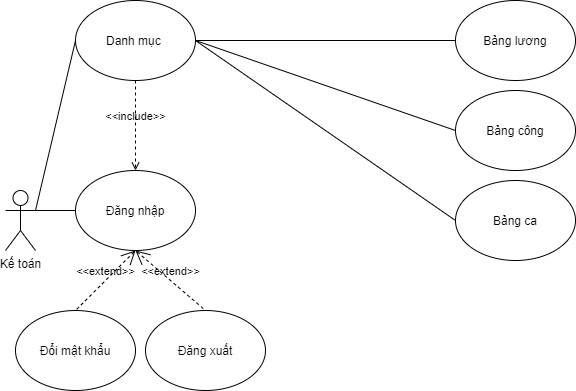 Danh mục
Bảng lương
<<include>>
Bảng công
Đăng nhập
Bảng ca
Kế toán
<<extend>>
<<extend>>
Đổi mật khẩu
Đăng xuất